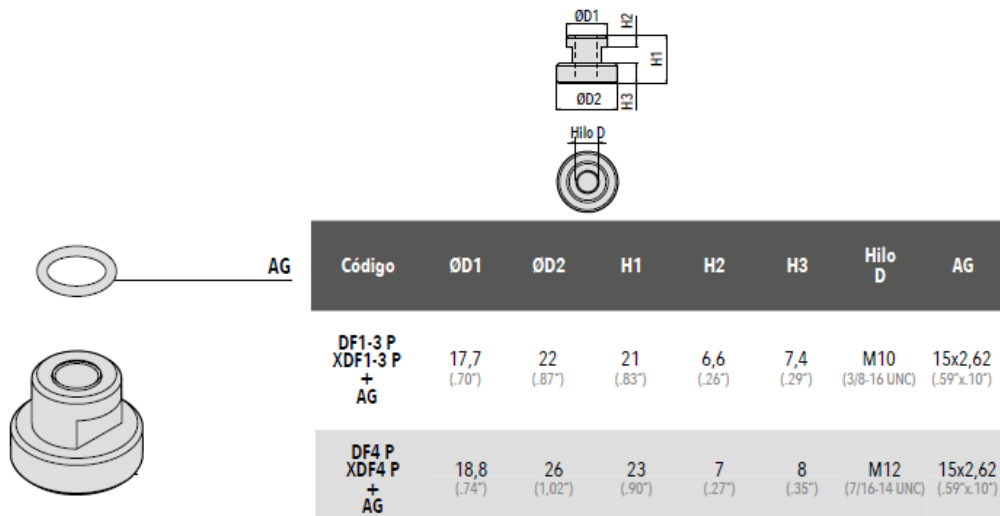 ØD1
H2
H1
ØD2
H3
Hilo D
AG
Código ØD1 ØD2 H1 H2 H3 Hilo D AG
DF1-3 P
XDF1-3 P
+
AG
17,7 22 21 6,6 7,4 M10 15x2,62
(.70") (.87") (.83") (.26") (.29") (3/8-16 UNC) (.59"x.10")
DF4 P
XDF4 P
+
AG
18,8 26 23 7 8 M12 15x2,62
(.74") (1,02") (.90") (.27") (.35") (7/16-14 UNC) (.59"x.10")